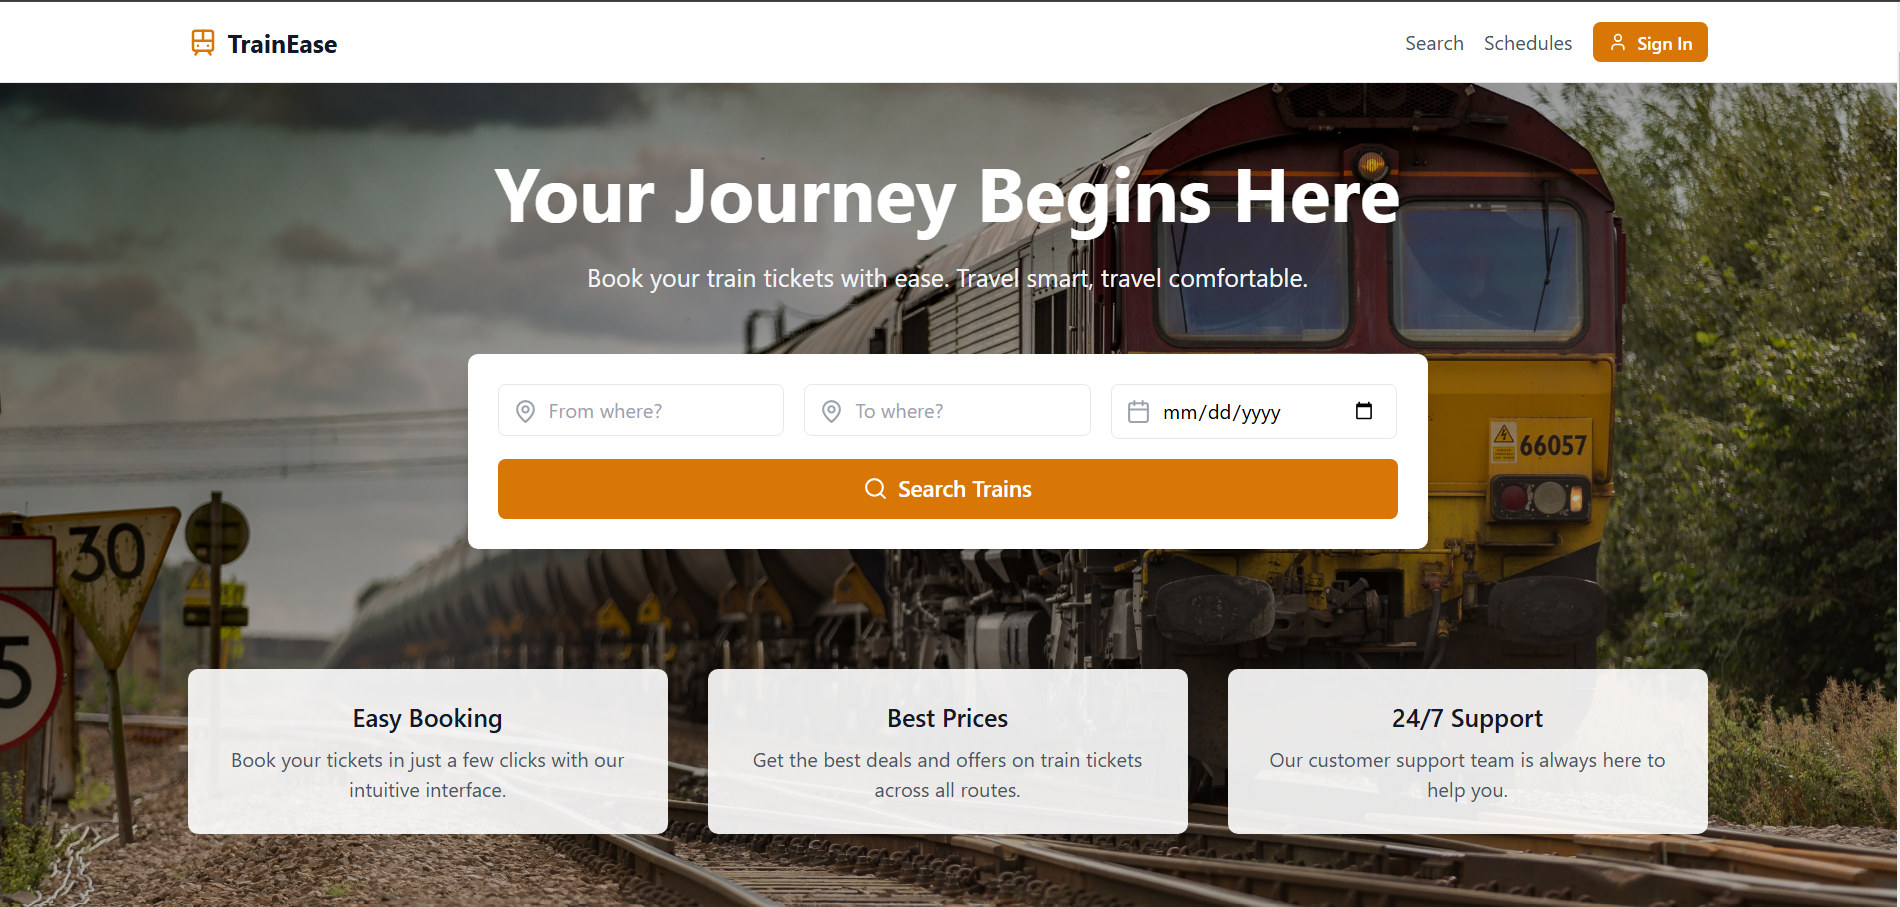 TrainEase
Search
Schedules
Sign In
Your Journey Begins Here
Book your train tickets with ease. Travel smart, travel comfortable.
From where?
To where?
mm/dd/yyyy
Search Trains
66057
30
5
Easy Booking
Book your tickets in just a few clicks with our
intuitive interface.
Best Prices
Get the best deals and offers on train tickets
across all routes.
24/7 Support
Our customer support team is always here to
help you.